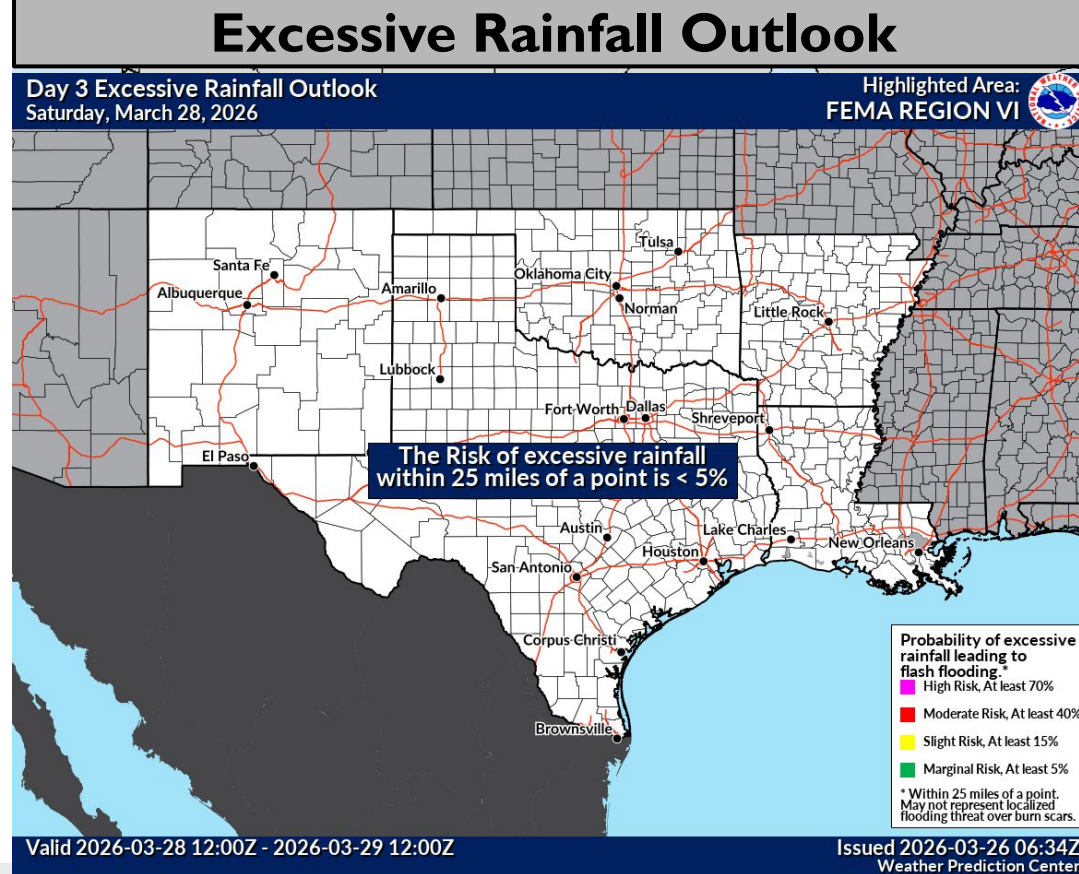 Excessive Rainfall Outlook
Day 3 Excessive Rainfall Outlook
Saturday, March 28, 2026
Highlighted Area:
FEMA REGION VI
Tulsa
Santa Fe
Oklahoma City
Albuquerque
Amarillo
Norman
Little Rock
Lubbock
Fort Worth
Dallas
Shreveport
El Paso
The Risk of excessive rainfall
within 25 miles of a point is < 5%
Austin
Lake Charles
New Orleans
Houston
San Antonio
Corpus Christi
Brownsville
Probability of excessive
rainfall leading to
flash flooding.*
High Risk, At least 70%
Moderate Risk, At least 40%
Slight Risk, At least 15%
Marginal Risk, At least 5%
* Within 25 miles of a point.
May not represent localized
flooding threat over burn scars.
Valid 2026-03-28 12:00Z - 2026-03-29 12:00Z
Issued 2026-03-26 06:34Z
Weather Prediction Center